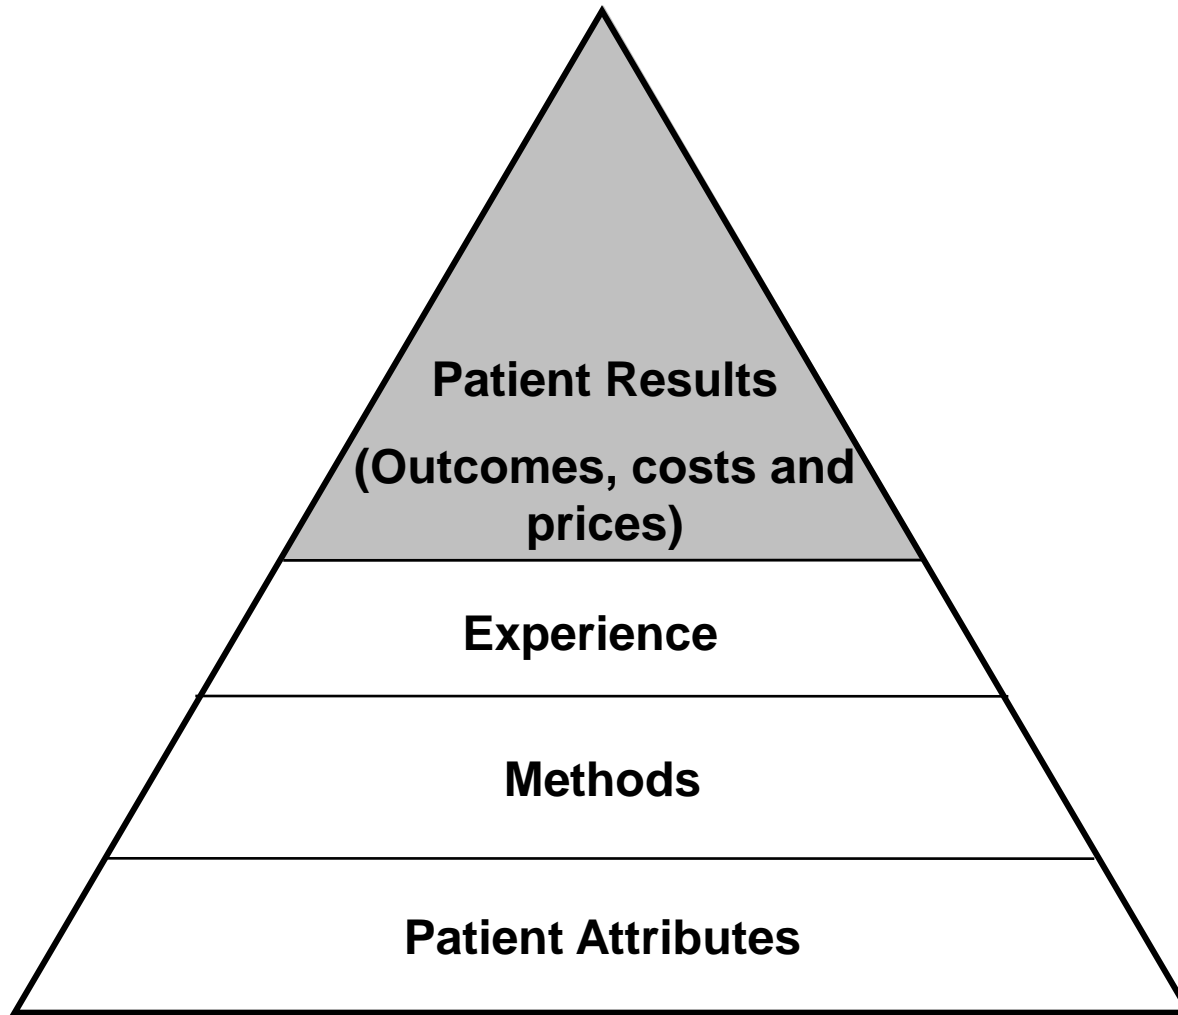 Patient Results
(Outcomes, costs and
prices)
Experience
Methods
Patient Attributes